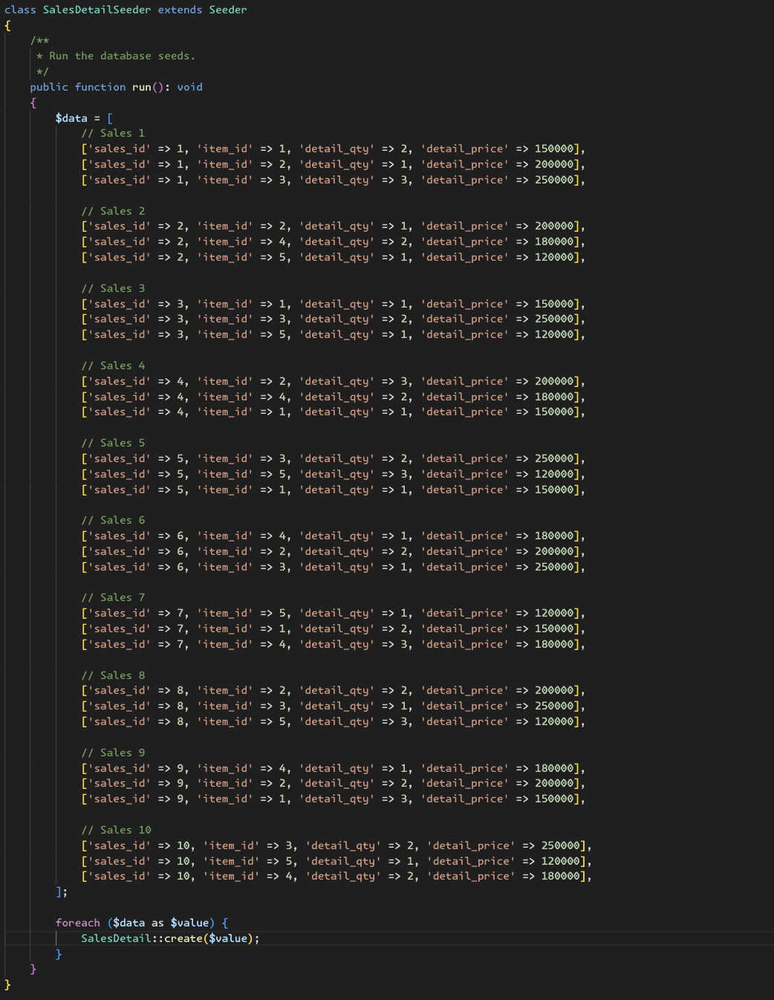 class SalesDetailSeeder extends Seeder
{
    /**
     * Run the database seeds.
     */
    public function run(): void
    {
        $data = [
            // Sales 1
            ['sales_id' => 1, 'item_id' => 1, 'detail_qty' => 2, 'detail_price' => 150000],
            ['sales_id' => 1, 'item_id' => 2, 'detail_qty' => 1, 'detail_price' => 200000],
            ['sales_id' => 1, 'item_id' => 3, 'detail_qty' => 3, 'detail_price' => 250000],

            // Sales 2
            ['sales_id' => 2, 'item_id' => 2, 'detail_qty' => 1, 'detail_price' => 200000],
            ['sales_id' => 2, 'item_id' => 4, 'detail_qty' => 2, 'detail_price' => 180000],
            ['sales_id' => 2, 'item_id' => 5, 'detail_qty' => 1, 'detail_price' => 120000],

            // Sales 3
            ['sales_id' => 3, 'item_id' => 1, 'detail_qty' => 1, 'detail_price' => 150000],
            ['sales_id' => 3, 'item_id' => 3, 'detail_qty' => 2, 'detail_price' => 250000],
            ['sales_id' => 3, 'item_id' => 5, 'detail_qty' => 1, 'detail_price' => 120000],

            // Sales 4
            ['sales_id' => 4, 'item_id' => 2, 'detail_qty' => 3, 'detail_price' => 200000],
            ['sales_id' => 4, 'item_id' => 4, 'detail_qty' => 2, 'detail_price' => 180000],
            ['sales_id' => 4, 'item_id' => 1, 'detail_qty' => 1, 'detail_price' => 150000],

            // Sales 5
            ['sales_id' => 5, 'item_id' => 3, 'detail_qty' => 2, 'detail_price' => 250000],
            ['sales_id' => 5, 'item_id' => 5, 'detail_qty' => 3, 'detail_price' => 120000],
            ['sales_id' => 5, 'item_id' => 1, 'detail_qty' => 1, 'detail_price' => 150000],

            // Sales 6
            ['sales_id' => 6, 'item_id' => 4, 'detail_qty' => 1, 'detail_price' => 180000],
            ['sales_id' => 6, 'item_id' => 2, 'detail_qty' => 2, 'detail_price' => 200000],
            ['sales_id' => 6, 'item_id' => 3, 'detail_qty' => 1, 'detail_price' => 250000],

            // Sales 7
            ['sales_id' => 7, 'item_id' => 5, 'detail_qty' => 1, 'detail_price' => 120000],
            ['sales_id' => 7, 'item_id' => 1, 'detail_qty' => 2, 'detail_price' => 150000],
            ['sales_id' => 7, 'item_id' => 4, 'detail_qty' => 3, 'detail_price' => 180000],

            // Sales 8
            ['sales_id' => 8, 'item_id' => 2, 'detail_qty' => 2, 'detail_price' => 200000],
            ['sales_id' => 8, 'item_id' => 3, 'detail_qty' => 1, 'detail_price' => 250000],
            ['sales_id' => 8, 'item_id' => 5, 'detail_qty' => 3, 'detail_price' => 120000],

            // Sales 9
            ['sales_id' => 9, 'item_id' => 4, 'detail_qty' => 1, 'detail_price' => 180000],
            ['sales_id' => 9, 'item_id' => 2, 'detail_qty' => 2, 'detail_price' => 200000],
            ['sales_id' => 9, 'item_id' => 1, 'detail_qty' => 3, 'detail_price' => 150000],

            // Sales 10
            ['sales_id' => 10, 'item_id' => 3, 'detail_qty' => 2, 'detail_price' => 250000],
            ['sales_id' => 10, 'item_id' => 5, 'detail_qty' => 1, 'detail_price' => 120000],
            ['sales_id' => 10, 'item_id' => 4, 'detail_qty' => 2, 'detail_price' => 180000],
        ];

        foreach ($data as $value) {
            SalesDetail::create($value);
        }
    }
}